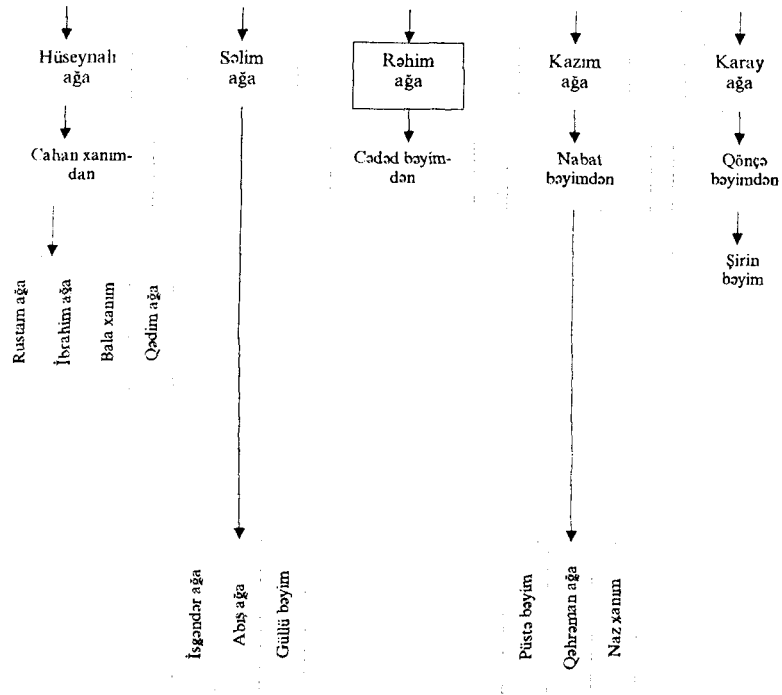 Hüseynalı
ağa
Səlim
ağa
Rəhim
ağa
Kazım
ağa
Karay
ağa
Cahan xanım-
dan
Cədəd bəyim-
dən
Nabat
bəyimdən
Qönçə
bəyimdən
Şirin
bəyim
Rustam ağa
İbrahim ağa
Bala xanım
Qədim ağa
İsgəndər ağa
Abış ağa
Güllü bəyim
Püstə bəyim
Qəhrəman ağa
Naz xanım